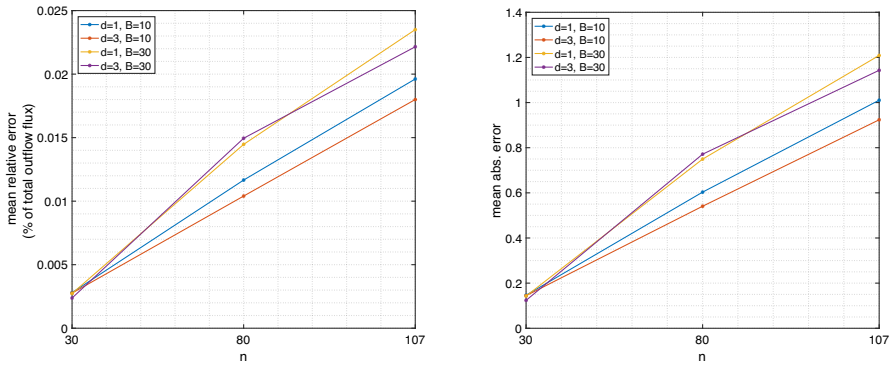 0.025
0.02
0.015
0.01
0.005
0
mean relative error
(% of total outflow flux)
d=1, B=10
d=3, B=10
d=1, B=30
d=3, B=30
30
80
107
n
1.4
1.2
1
0.8
0.6
0.4
0.2
0
mean abs. error
d=1, B=10
d=3, B=10
d=1, B=30
d=3, B=30
30
80
107
n